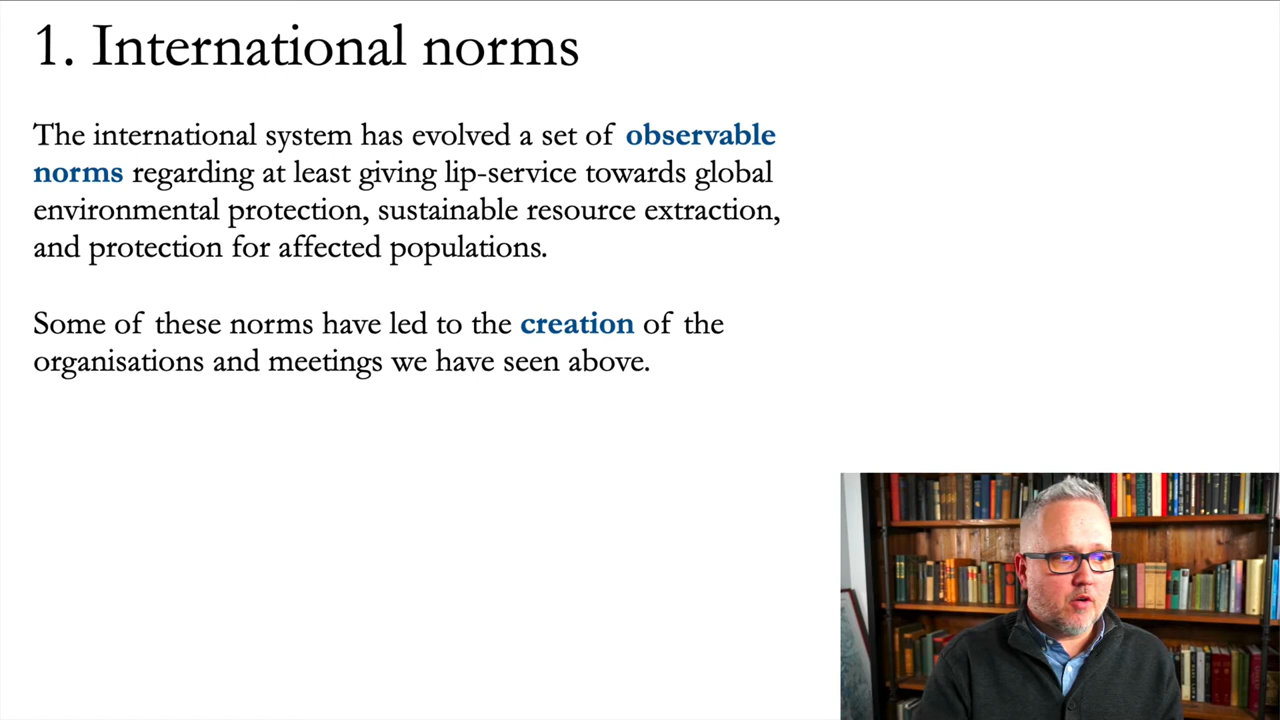 1. International norms
The international system has evolved a set of observable
norms regarding at least giving lip-service towards global
environmental protection, sustainable resource extraction,
and protection for affected populations.
Some of these norms have led to the creation of the
organisations and meetings we have seen above.